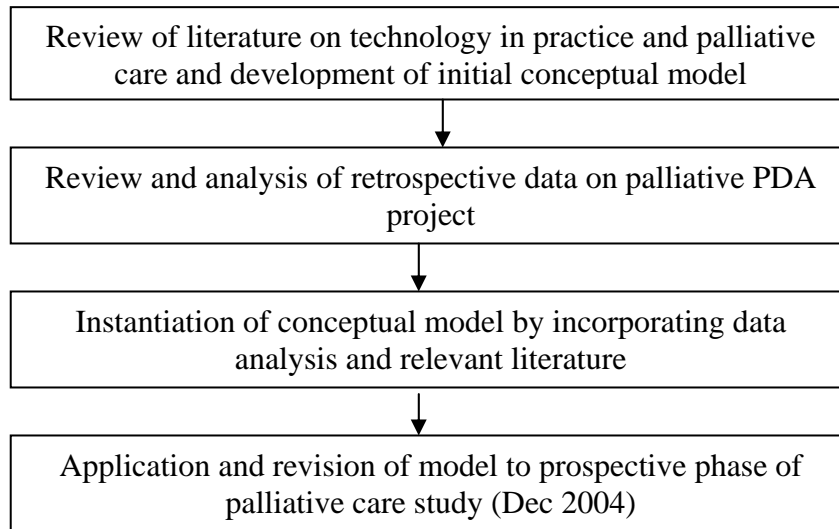 Review of literature on technology in practice and palliative
care and development of initial conceptual model
Review and analysis of retrospective data on palliative PDA
project
Instantiation of conceptual model by incorporating data
analysis and relevant literature
Application and revision of model to prospective phase of
palliative care study (Dec 2004)